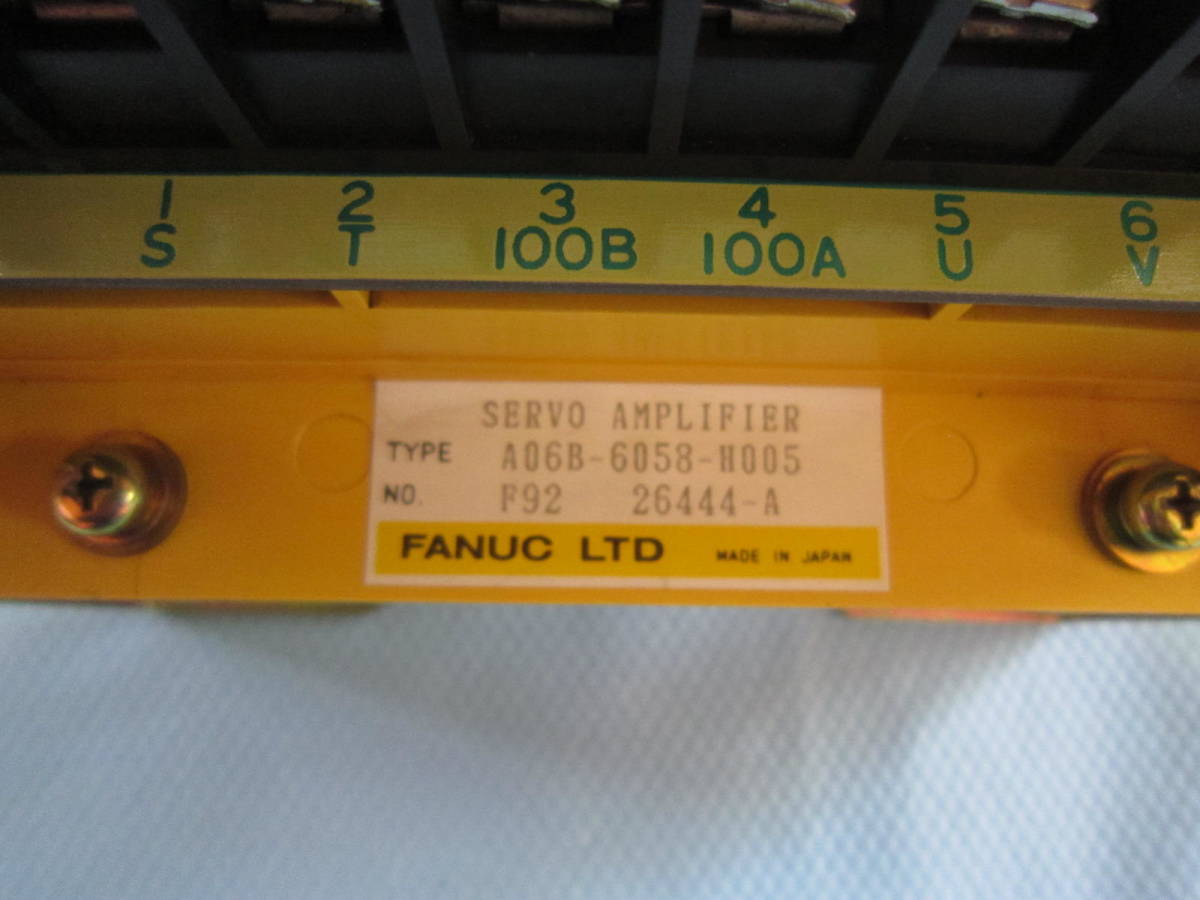 1 2 3 4 5 6
S T 100B 100A U V
SERVO AMPLIFIER
TYPE A06B-6058-H005
NO. F92 26444-A
FANUC LTD MADE IN JAPAN